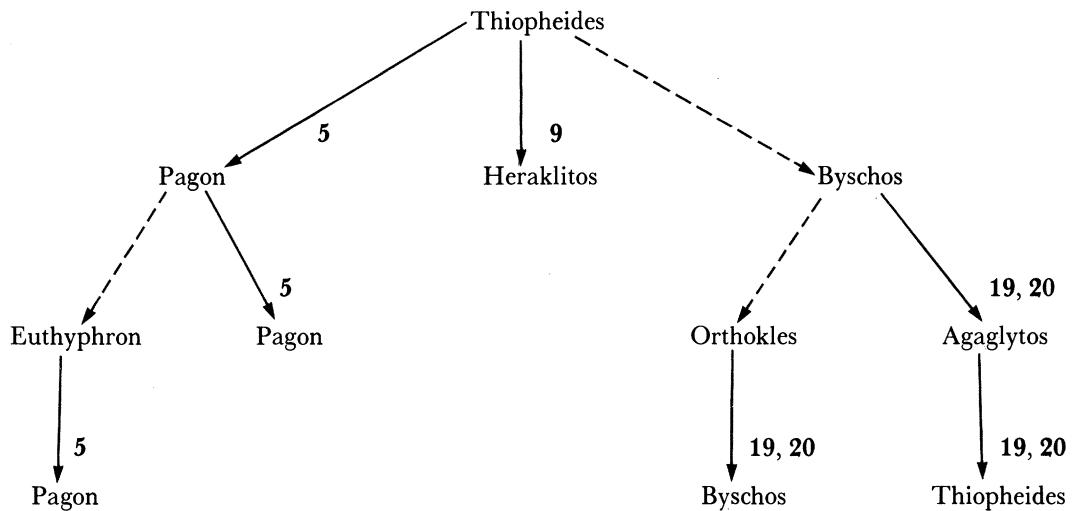 Thiopheides
5 9
Pagon Heraklitos Byschos
5 19, 20
Euthyphron Pagon Orthokles Agaglytos
5 19, 20 19, 20
Pagon Byschos Thiopheides